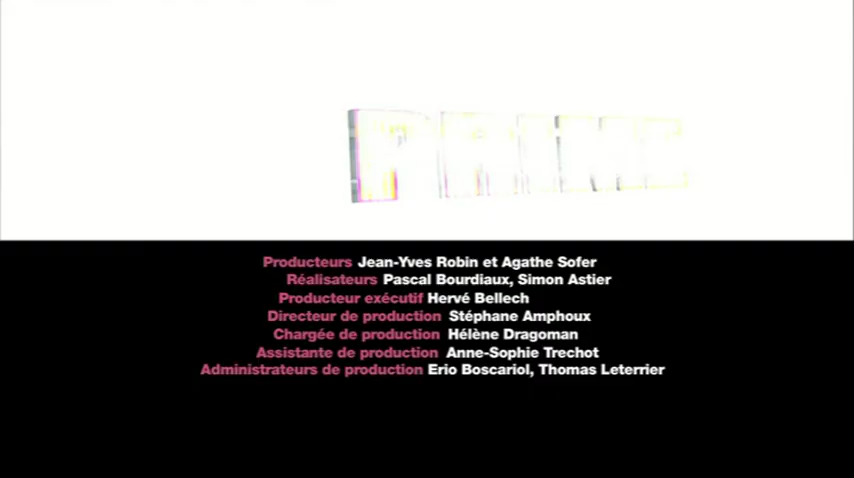 PRIME
Producteurs Jean-Yves Robin et Agathe Sofer
Réalisateurs Pascal Bourdiaux, Simon Astier
Producteur exécutif Hervé Bellech
Directeur de production Stéphane Amphoux
Chargée de production Hélène Dragoman
Assistante de production Anne-Sophie Trechot
Administrateurs de production Erio Boscariol, Thomas Leterrier